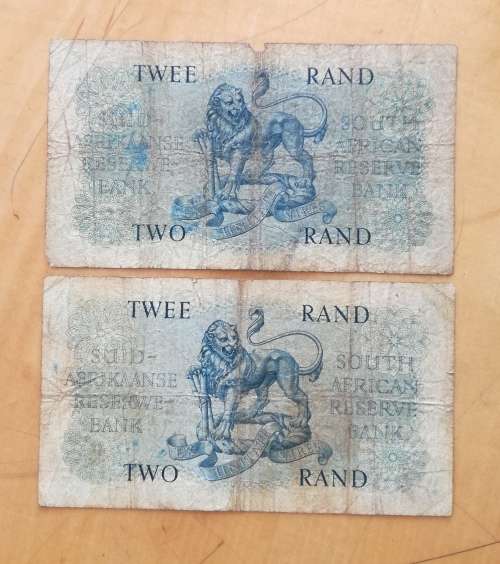 TWEE RAND
SUID- SOUTH
AFRIKAANSE AFRICAN
RESERWE- RESERVE
BANK BANK
TWO RAND
TWEE RAND
SUID- SOUTH
AFRIKAANSE AFRICAN
RESERWE- RESERVE
BANK BANK
TWO RAND